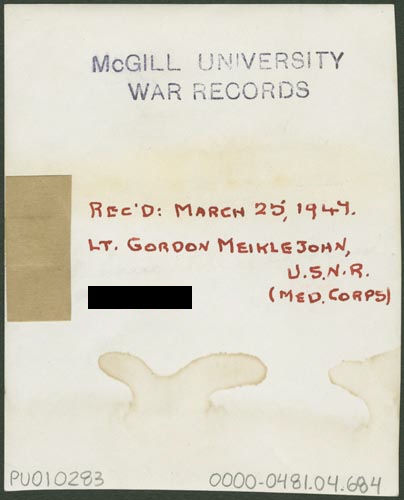 McGILL UNIVERSITY
WAR RECORDS
REC'D: MARCH 25, 1947.
LT. GORDON MEIKLEJOHN,
U.S.N.R.
(MED. CORPS)
PU010283 0000-0481.04.684